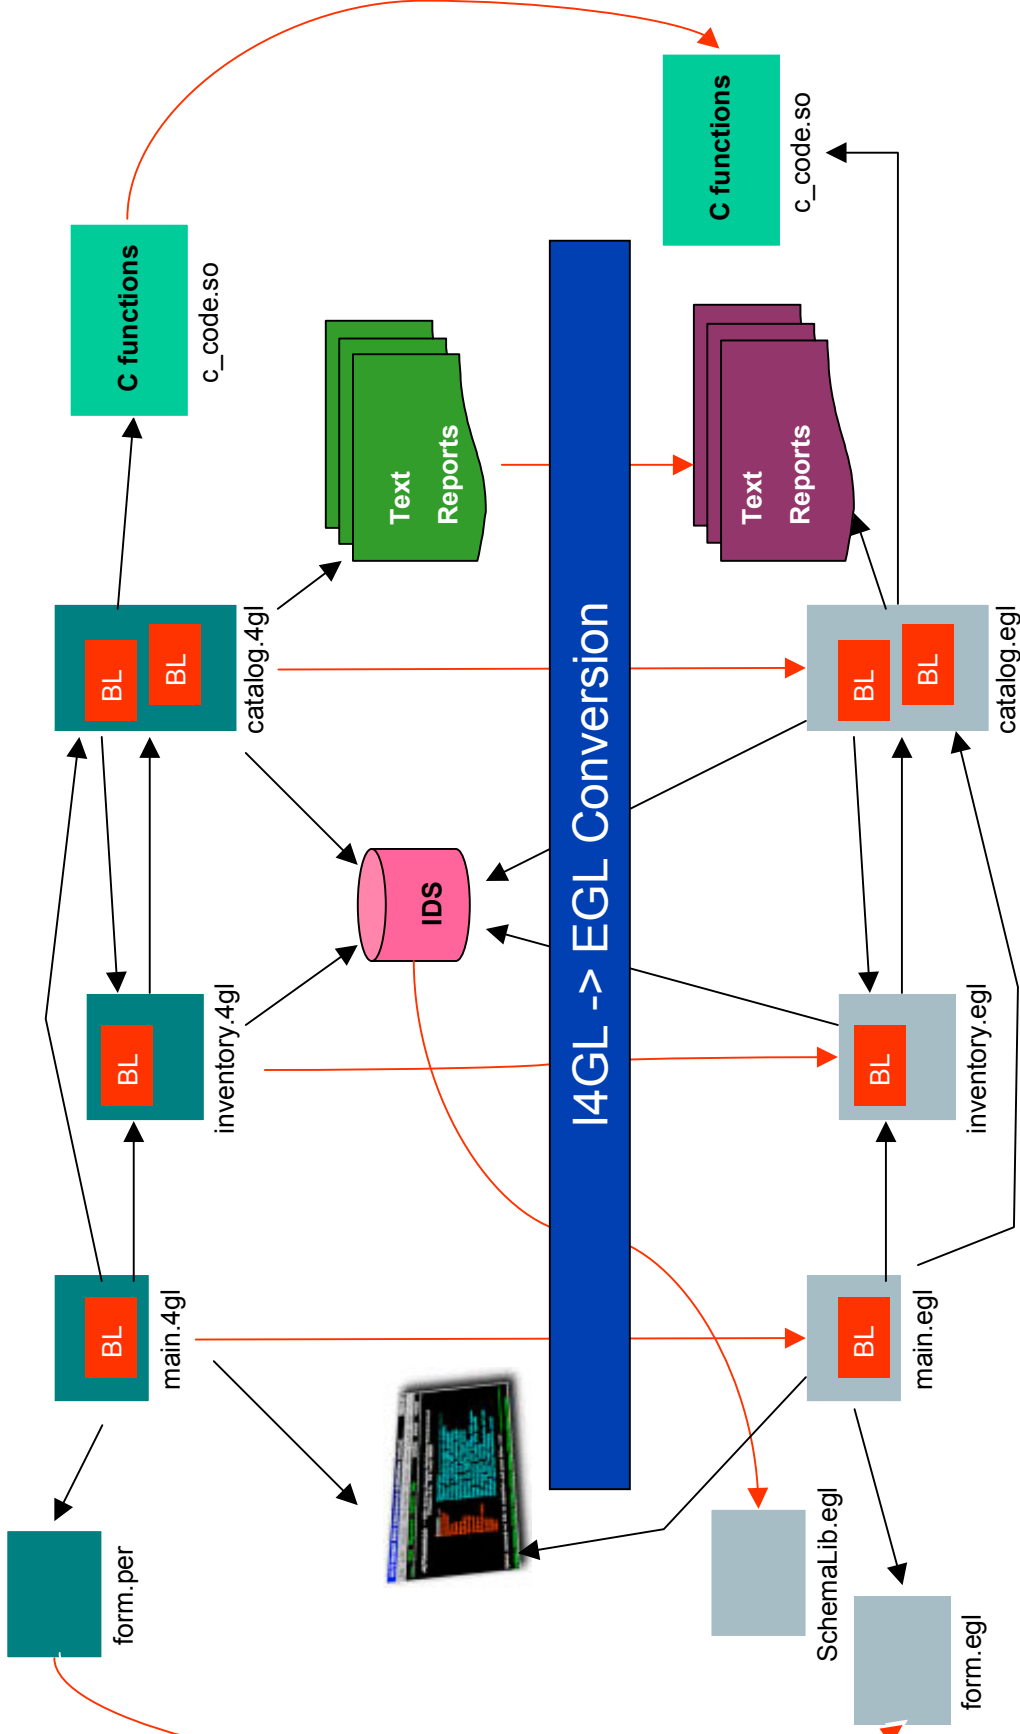 form.per
BL
main.4gl
BL
inventory.4gl
BL
BL
catalog.4gl
C functions
c_code.so
IDS
Text
Reports
I4GL -> EGL Conversion
SchemaLib.egl
form.egl
BL
main.egl
BL
inventory.egl
BL
BL
catalog.egl
Text
Reports
C functions
c_code.so